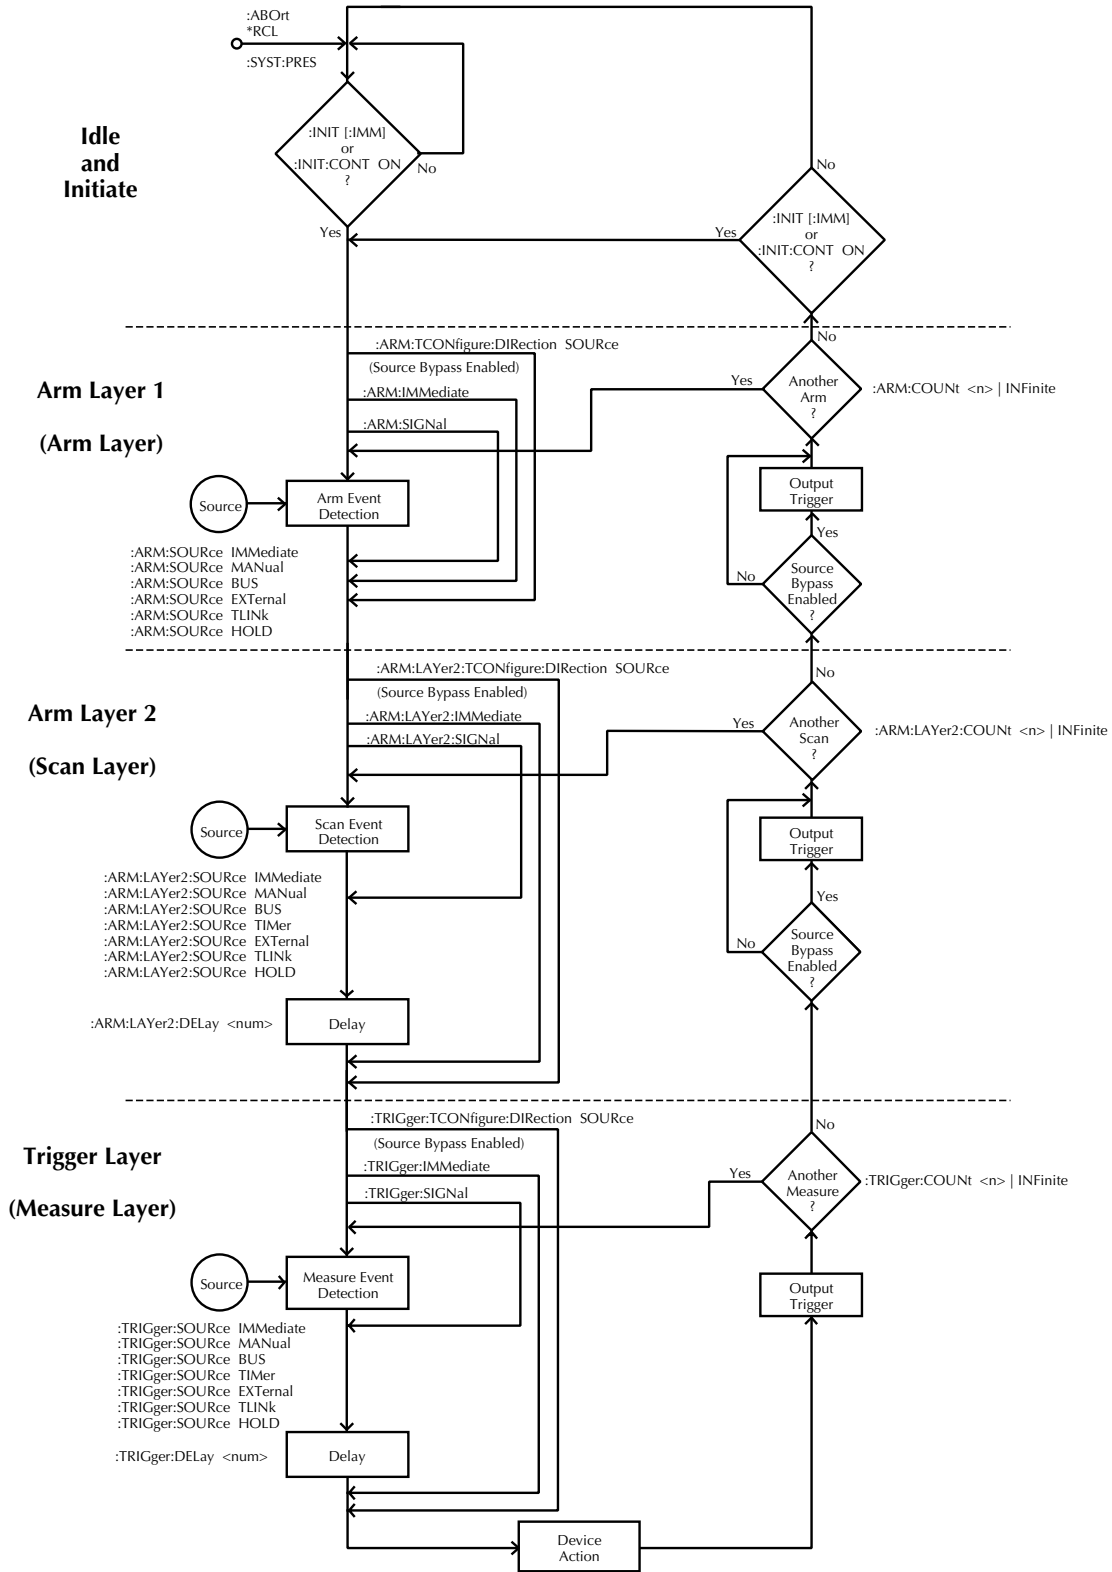 :ABOrt
*RCL
:SYST:PRES
Idle
and
Initiate
:INIT [:IMM]
or
:INIT:CONT ON
?
No
Yes
No
:INIT [:IMM]
or
:INIT:CONT ON
?
Yes
No
:ARM:TCONfigure:DIRection SOURce
(Source Bypass Enabled)
:ARM:IMMediate
:ARM:SIGNal
Arm Layer 1
(Arm Layer)
Yes
Another
Arm
?
:ARM:COUNt <n> | INFinite
Source
Arm Event
Detection
Output
Trigger
Yes
:ARM:SOURce IMMediate
:ARM:SOURce MANual
:ARM:SOURce BUS
:ARM:SOURce EXTernal
:ARM:SOURce TLINk
:ARM:SOURce HOLD
No
Source
Bypass
Enabled
?
No
:ARM:LAYer2:TCONfigure:DIRection SOURce
(Source Bypass Enabled)
:ARM:LAYer2:IMMediate
:ARM:LAYer2:SIGNal
Arm Layer 2
(Scan Layer)
Yes
Another
Scan
?
:ARM:LAYer2:COUNt <n> | INFinite
Source
Scan Event
Detection
Output
Trigger
Yes
:ARM:LAYer2:SOURce IMMediate
:ARM:LAYer2:SOURce MANual
:ARM:LAYer2:SOURce BUS
:ARM:LAYer2:SOURce TIMer
:ARM:LAYer2:SOURce EXTernal
:ARM:LAYer2:SOURce TLINk
:ARM:LAYer2:SOURce HOLD
No
Source
Bypass
Enabled
?
:ARM:LAYer2:DELay <num>
Delay
No
:TRIGger:TCONfigure:DIRection SOURce
(Source Bypass Enabled)
:TRIGger:IMMediate
:TRIGger:SIGNal
Trigger Layer
(Measure Layer)
Yes
Another
Measure
?
:TRIGger:COUNt <n> | INFinite
Source
Measure Event
Detection
Output
Trigger
:TRIGger:SOURce IMMediate
:TRIGger:SOURce MANual
:TRIGger:SOURce BUS
:TRIGger:SOURce TIMer
:TRIGger:SOURce EXTernal
:TRIGger:SOURce TLINk
:TRIGger:SOURce HOLD
:TRIGger:DELay <num>
Delay
Device
Action